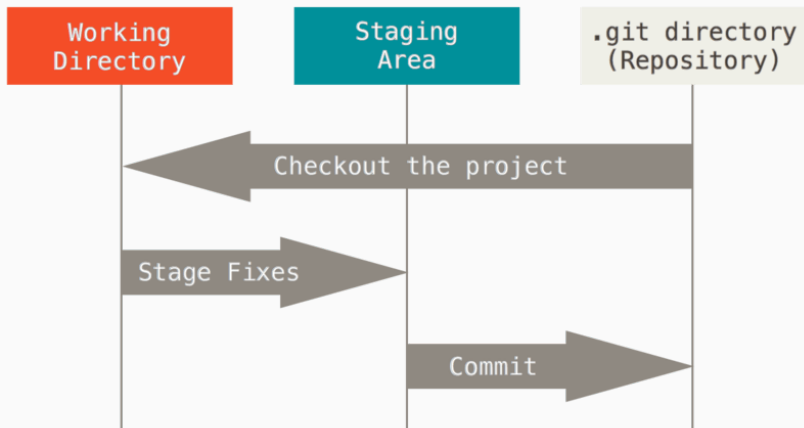 Working
Directory
Staging
Area
.git directory
(Repository)
Checkout the project
Stage Fixes
Commit